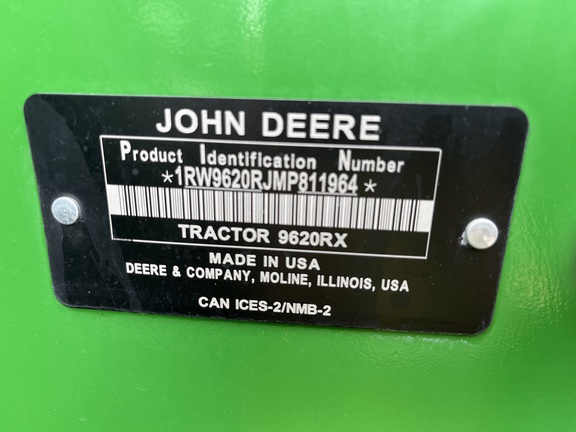 JOHN DEERE
Product Identification Number
*1RW9620RJMP811964*
TRACTOR 9620RX
MADE IN USA
DEERE & COMPANY, MOLINE, ILLINOIS, USA
CAN ICES-2/NMB-2